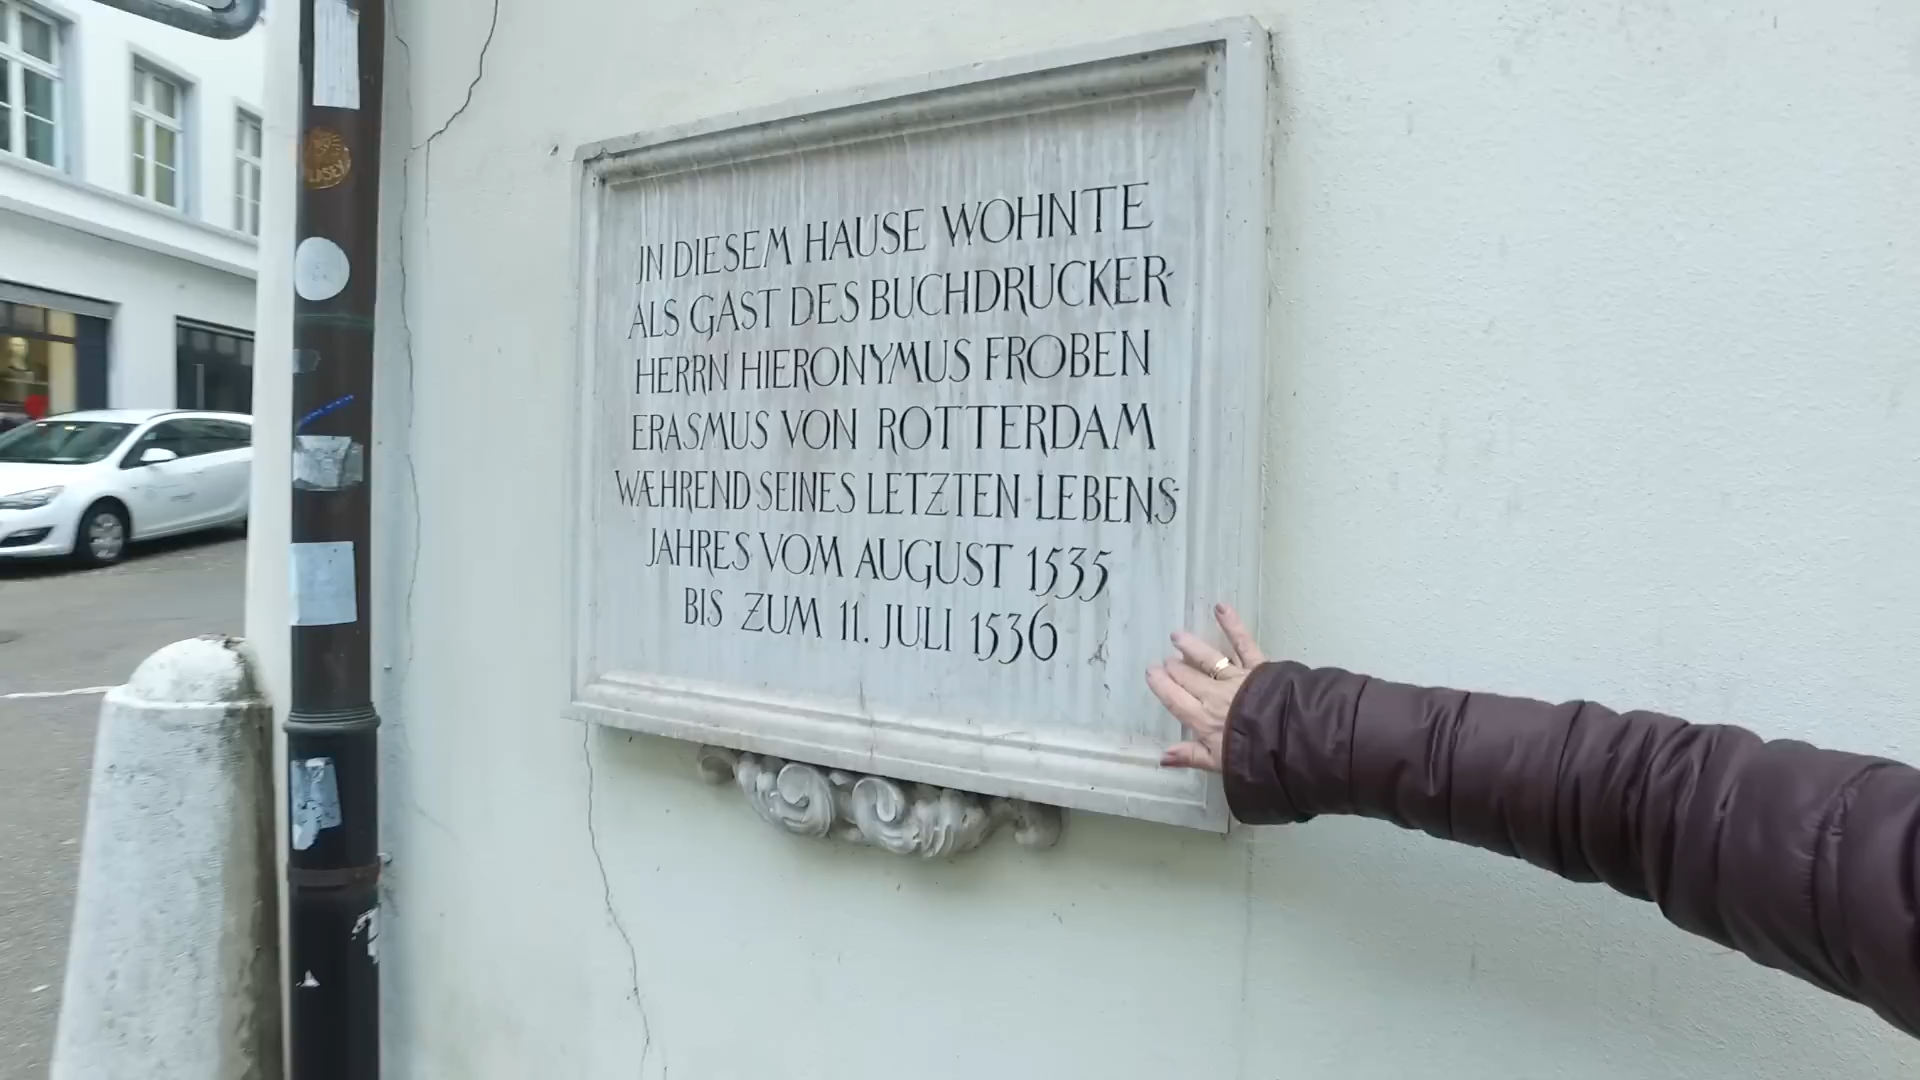 IN DIESEM HAUSE WOHNTE
ALS GAST DES BUCHDRUCKER-
HERRN HIERONYMUS FROBEN
ERASMUS VON ROTTERDAM
WÆHREND SEINES LETZTEN LEBENS-
JAHRES VOM AUGUST 1535
BIS ZUM 11. JULI 1536